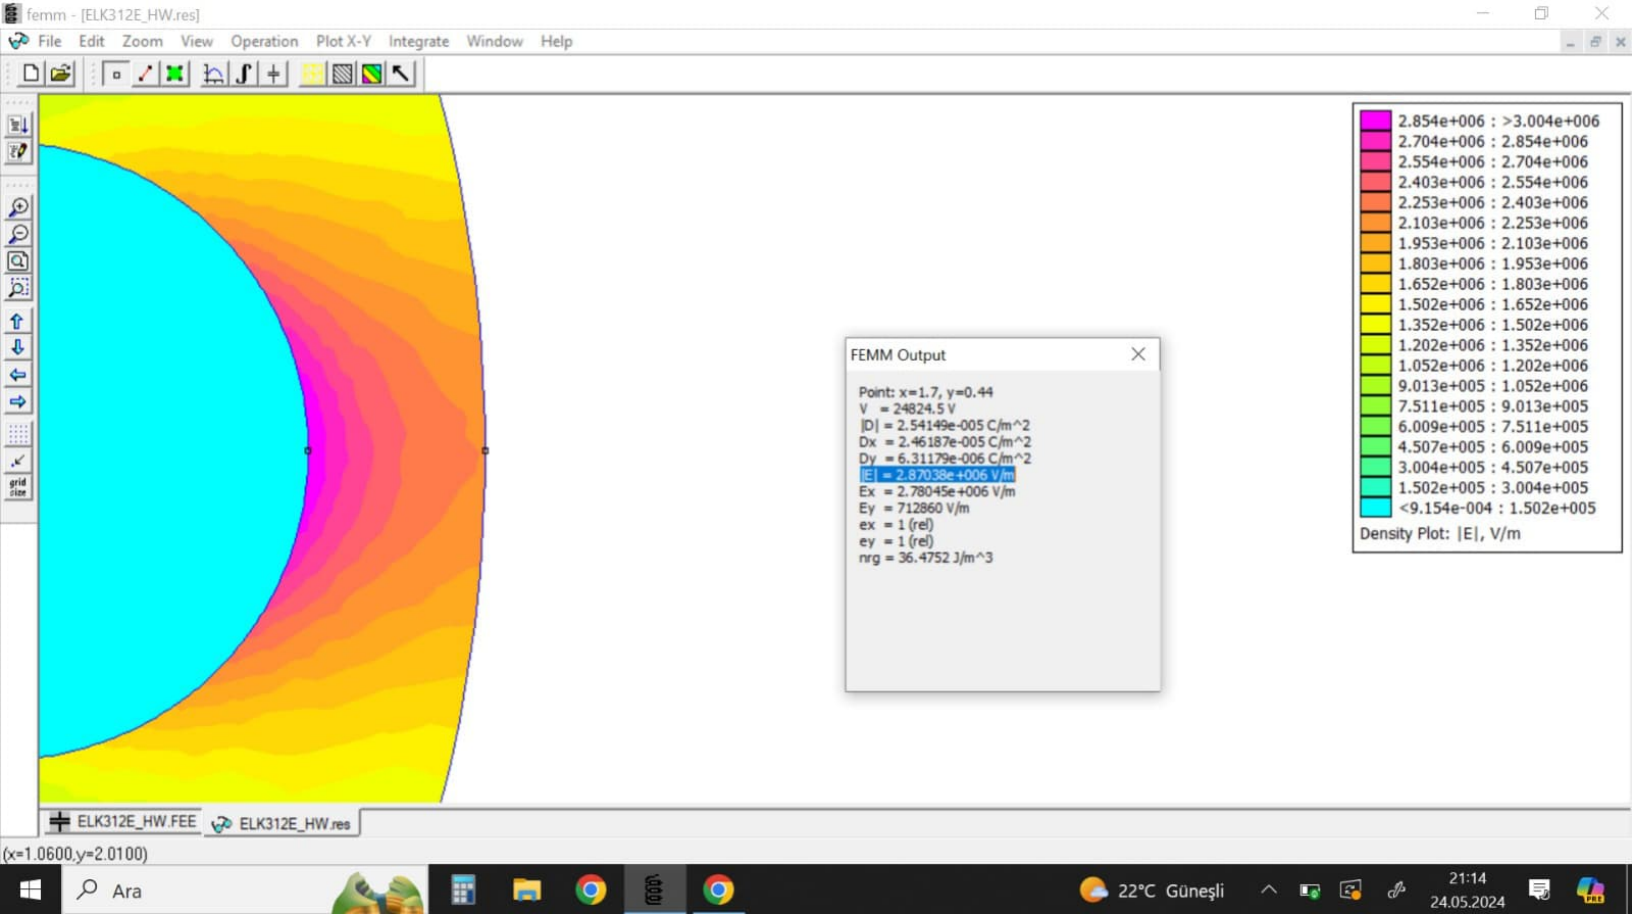 femm - [ELK312E_HW.res]
File Edit Zoom View Operation Plot X-Y Integrate Window Help
grid
size
2.854e+006 : >3.004e+006
2.704e+006 : 2.854e+006
2.554e+006 : 2.704e+006
2.403e+006 : 2.554e+006
2.253e+006 : 2.403e+006
2.103e+006 : 2.253e+006
1.953e+006 : 2.103e+006
1.803e+006 : 1.953e+006
1.652e+006 : 1.803e+006
1.502e+006 : 1.652e+006
1.352e+006 : 1.502e+006
1.202e+006 : 1.352e+006
1.052e+006 : 1.202e+006
9.013e+005 : 1.052e+006
7.511e+005 : 9.013e+005
6.009e+005 : 7.511e+005
4.507e+005 : 6.009e+005
3.004e+005 : 4.507e+005
1.502e+005 : 3.004e+005
<9.154e-004 : 1.502e+005
Density Plot: |E|, V/m
FEMM Output
Point: x=1.7, y=0.44
V = 24824.5 V
|D| = 2.54149e-005 C/m^2
Dx = 2.46187e-005 C/m^2
Dy = 6.31179e-006 C/m^2
|E| = 2.87038e+006 V/m
Ex = 2.78045e+006 V/m
Ey = 712860 V/m
ex = 1 (rel)
ey = 1 (rel)
nrg = 36.4752 J/m^3
ELK312E_HW.FEE ELK312E_HW.res
(x=1.0600,y=2.0100)
Ara
22°C Güneşli
21:14
24.05.2024
PRE